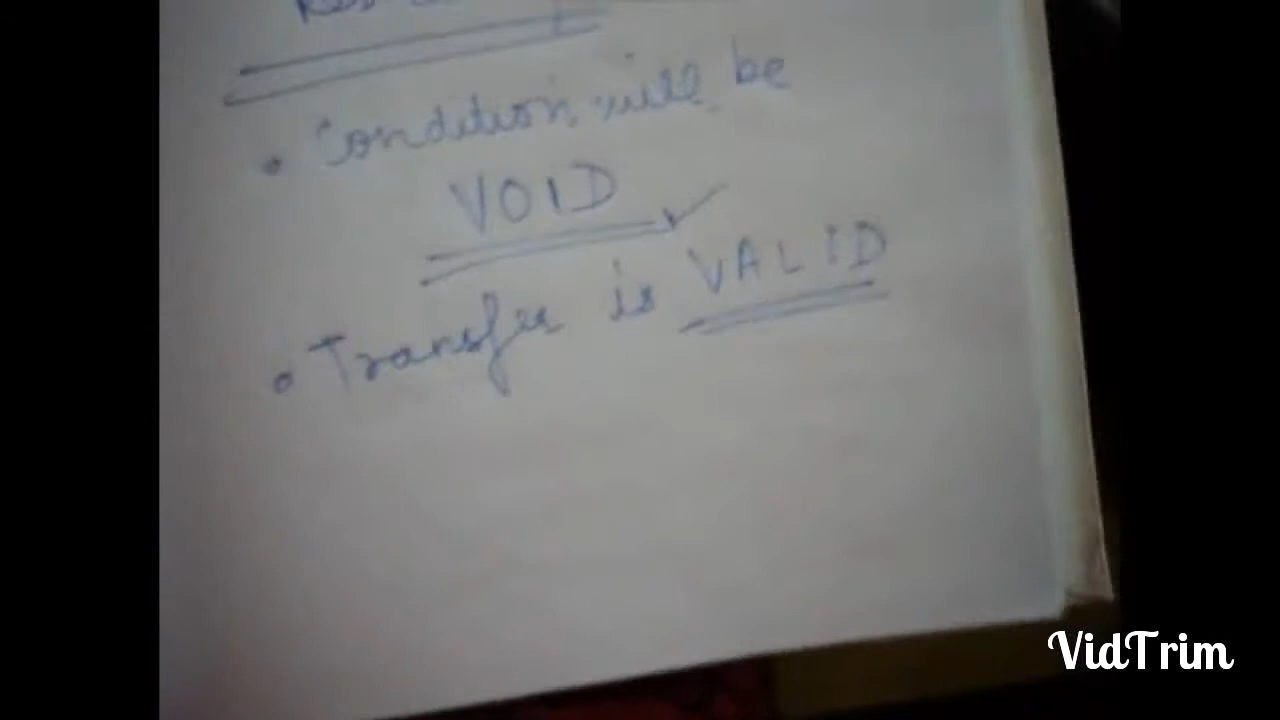 • Condition will be
VOID
• Transfer is VALID
VidTrim